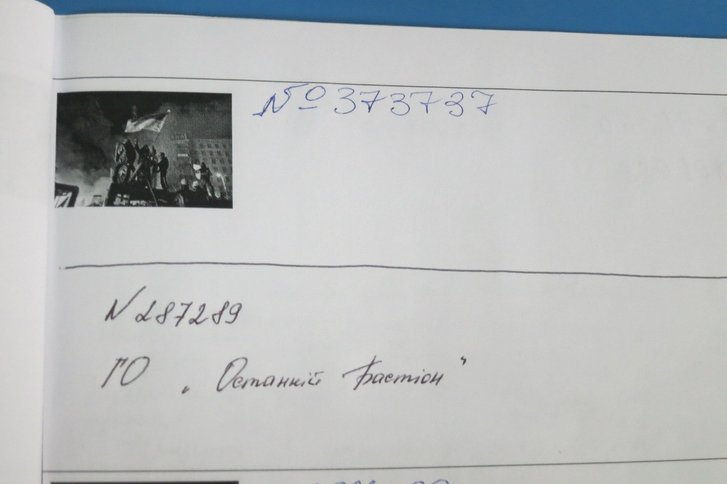 № 373737
N 287289
ГО „Останній бастіон"